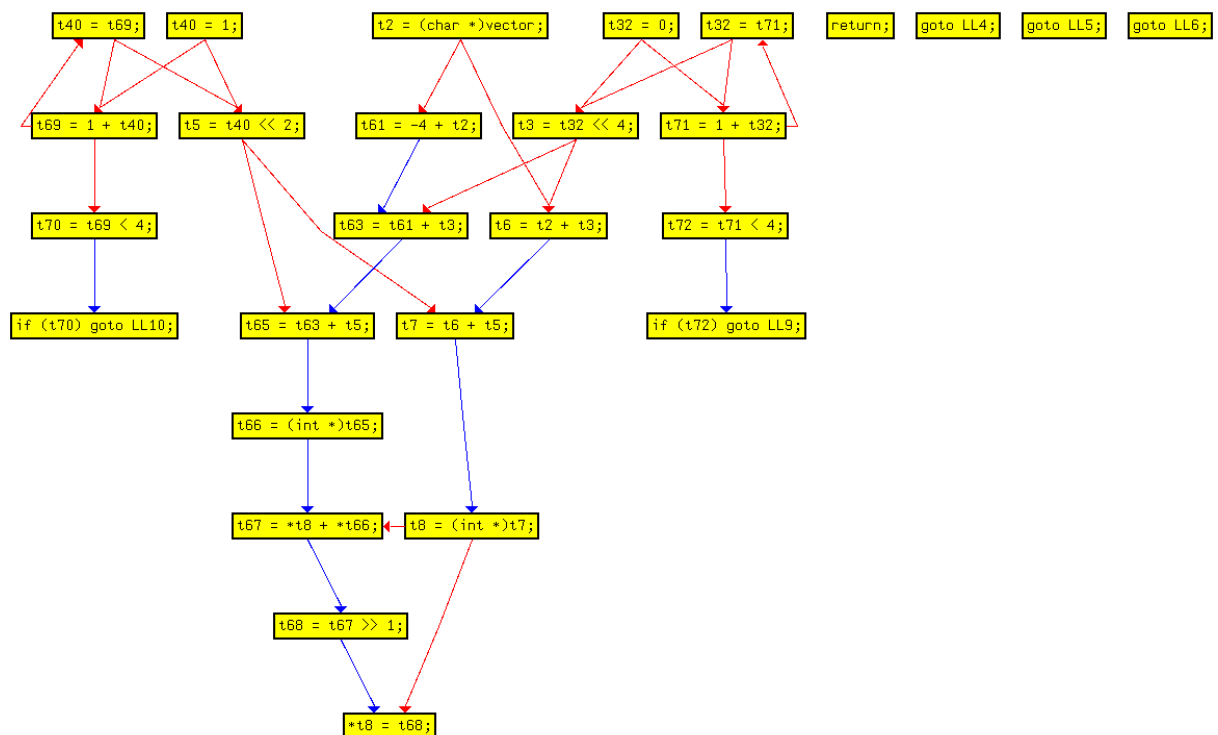 t40 = t69;
t40 = 1;
t2 = (char *)vector;
t32 = 0;
t32 = t71;
return;
goto LL4;
goto LL5;
goto LL6;
t69 = 1 + t40;
t5 = t40 << 2;
t61 = -4 + t2;
t3 = t32 << 4;
t71 = 1 + t32;
t70 = t69 < 4;
t63 = t61 + t3;
t6 = t2 + t3;
t72 = t71 < 4;
if (t70) goto LL10;
t65 = t63 + t5;
t7 = t6 + t5;
if (t72) goto LL9;
t66 = (int *)t65;
t67 = *t8 + *t66;
t8 = (int *)t7;
t68 = t67 >> 1;
*t8 = t68;